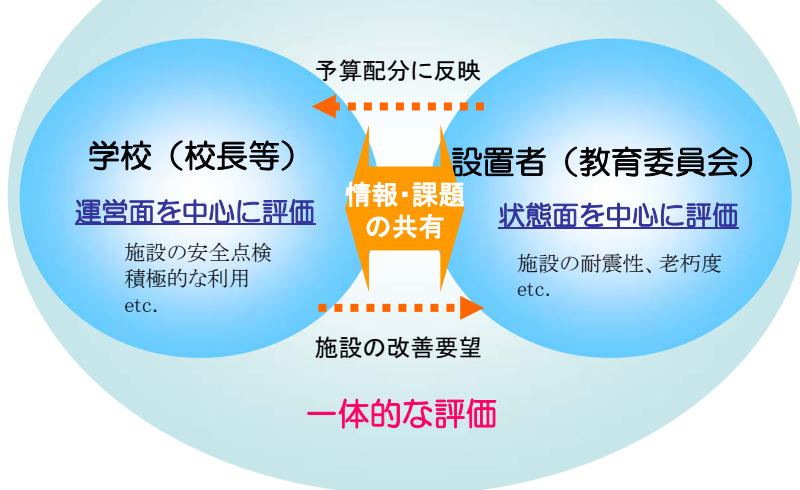 予算配分に反映
学校（校長等）
運営面を中心に評価
施設の安全点検
積極的な利用
etc.
情報・課題
の共有
設置者（教育委員会）
状態面を中心に評価
施設の耐震性、老朽度
etc.
施設の改善要望
一体的な評価